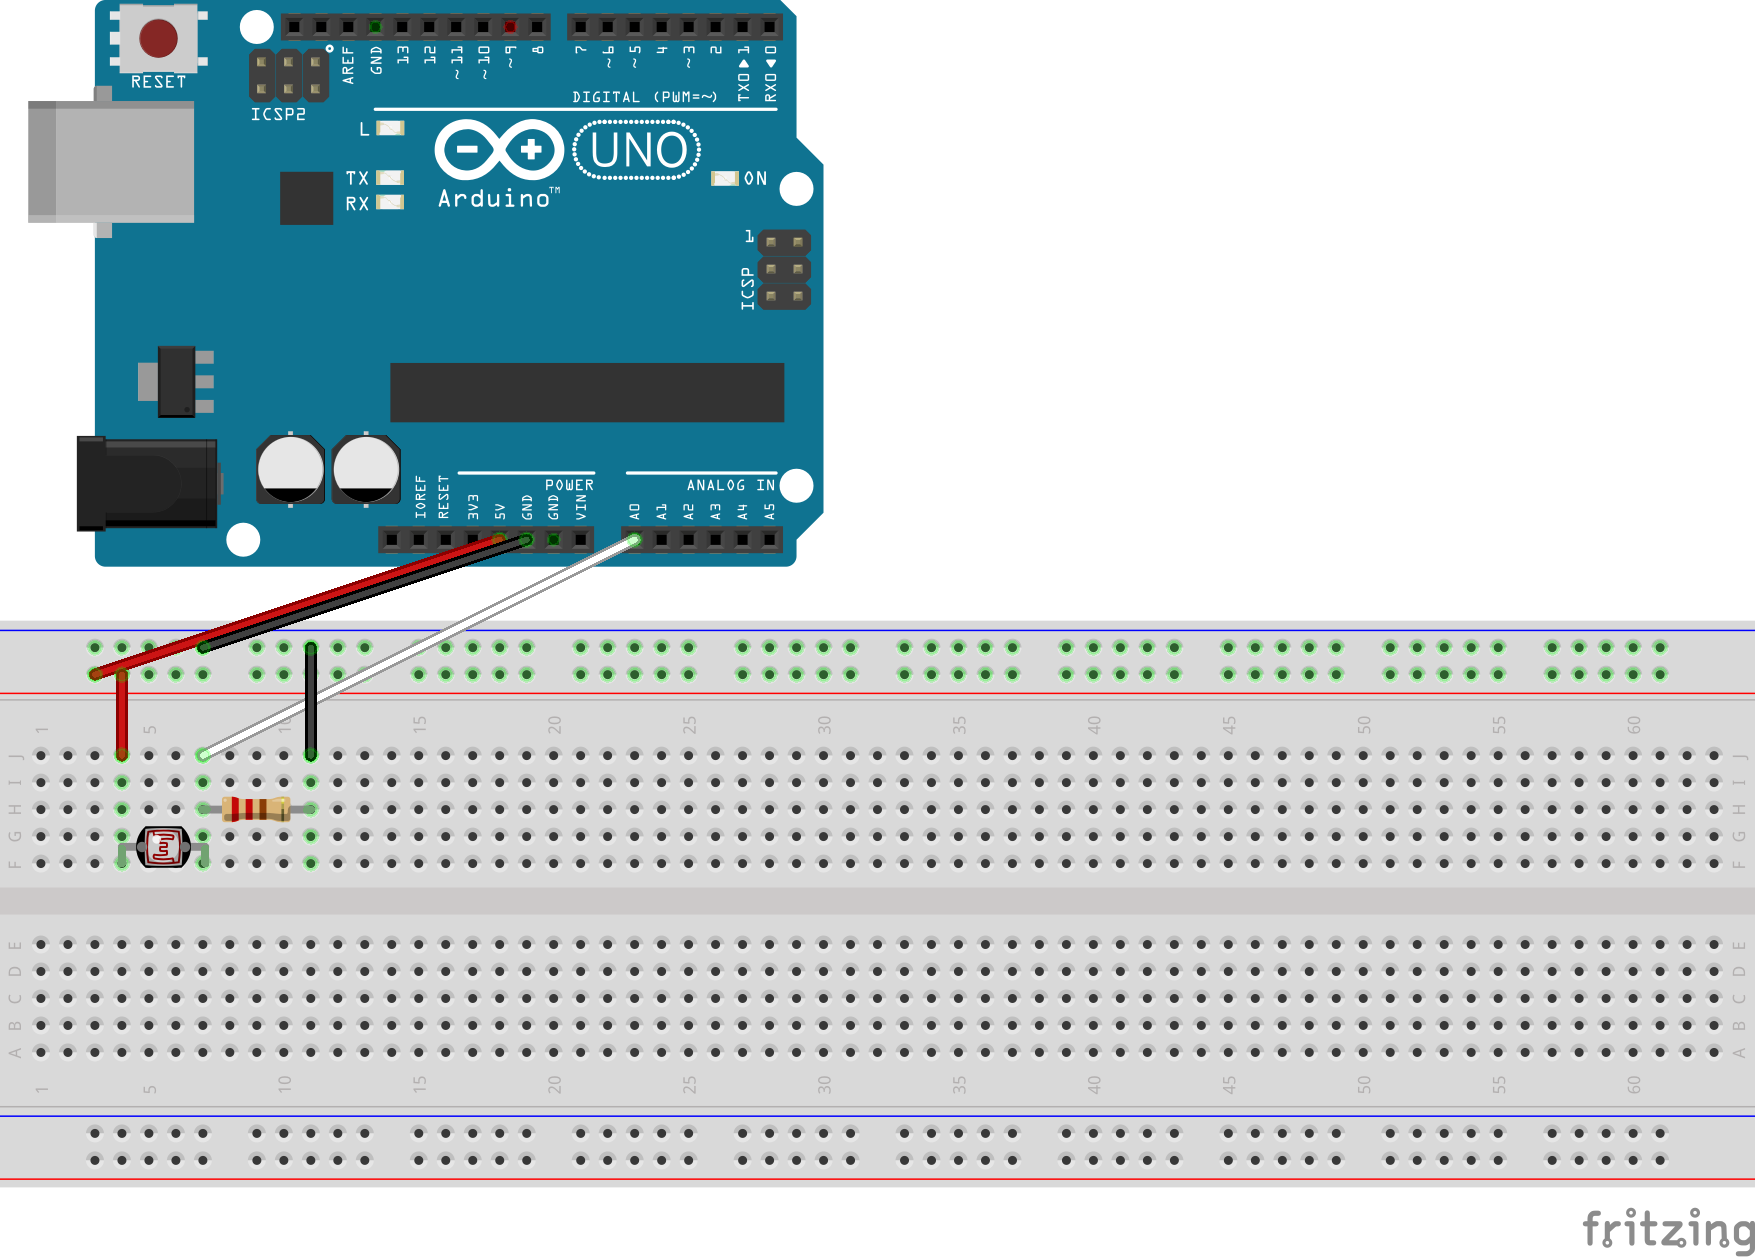 RESET
ICSP2
AREF
GND
13
12
~11
~10
~9
8
7
~6
~5
4
~3
2
TX0▶1
RX0◀0
DIGITAL (PWM=~)
L
TX
RX
Arduino™
UNO
ON
1
ICSP
IOREF
RESET
3V3
5V
GND
GND
VIN
POWER
ANALOG IN
A0
A1
A2
A3
A4
A5
1 5 10 15 20 25 30 35 40 45 50 55 60
J J
I I
H H
G G
F F
E E
D D
C C
B B
A A
1 5 10 15 20 25 30 35 40 45 50 55 60
fritzing